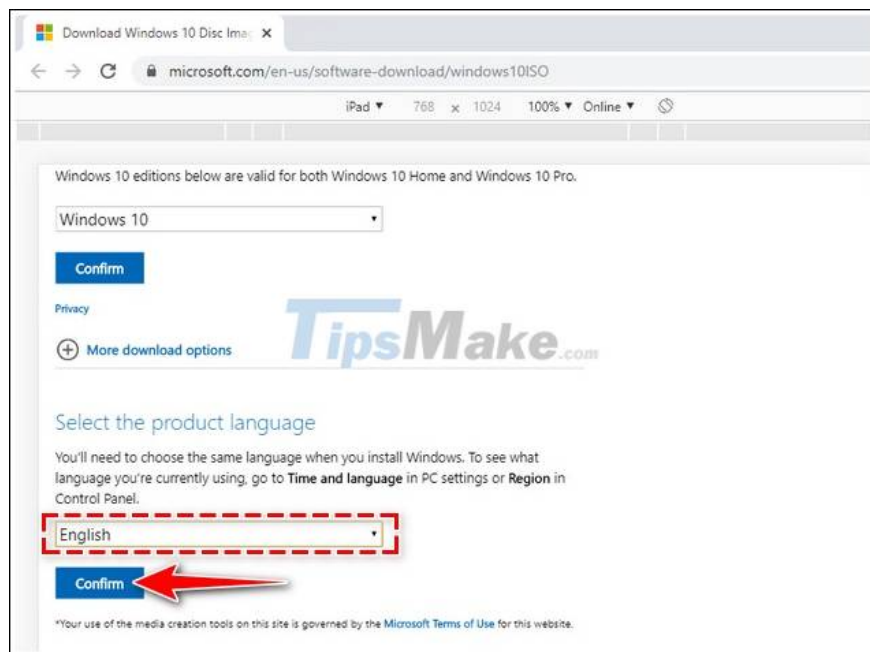 Download Windows 10 Disc Imag
microsoft.com/en-us/software-download/windows10ISO
iPad ▼ 768 x 1024 100% ▼ Online ▼
Windows 10 editions below are valid for both Windows 10 Home and Windows 10 Pro.
Windows 10
Confirm
Privacy
TipsMake.com
More download options
Select the product language
You'll need to choose the same language when you install Windows. To see what
language you're currently using, go to Time and language in PC settings or Region in
Control Panel.
English
Confirm
*Your use of the media creation tools on this site is governed by the Microsoft Terms of Use for this website.